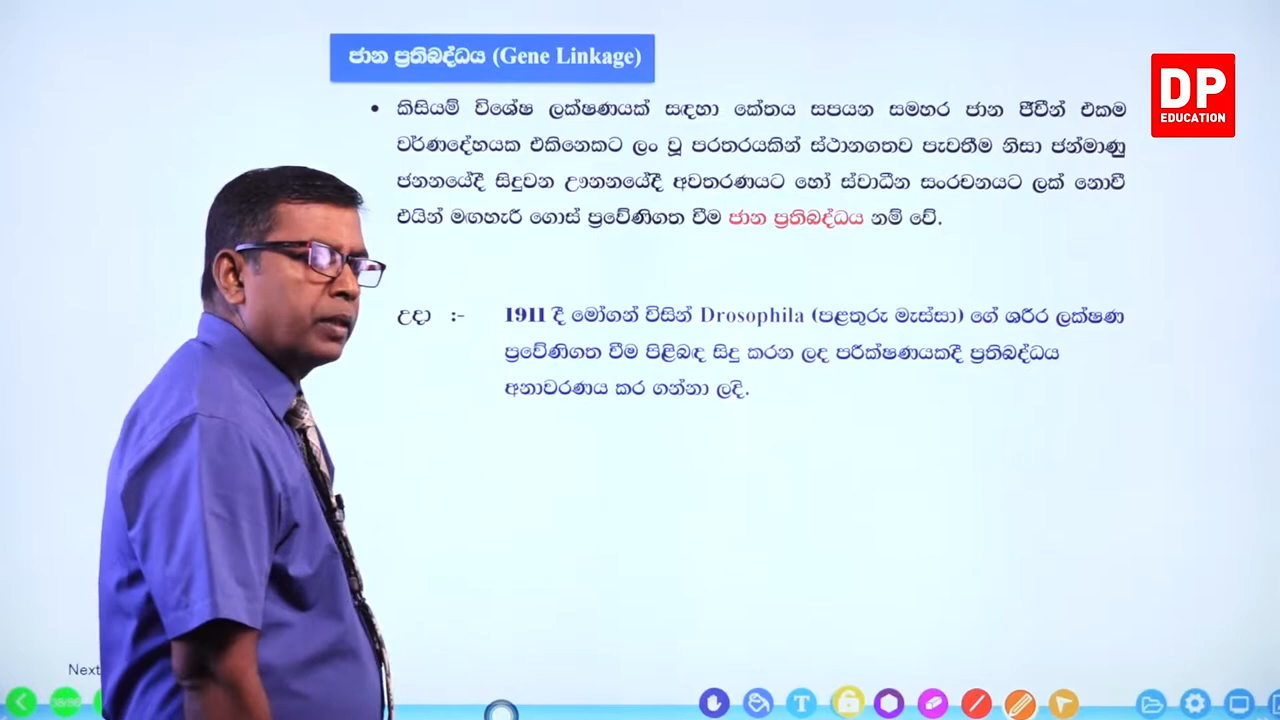 ජාන ප්‍රතිබද්ධය (Gene Linkage)
DP
EDUCATION
• කිසියම් විශේෂ ලක්ෂණයක් සඳහා කේතය සපයන සමහර ජාන ජීවීන් එකම
වර්ණදේහයක එකිනෙකට ලං වූ පරතරයකින් ස්ථානගතව පැවතීම නිසා ජන්මාණු
ජනනයේදී සිදුවන ඌනනයේදී අවතරණයට හෝ ස්වාධීන සංරචනයට ලක් නොවී
එයින් මඟහැරී ගොස් ප්‍රවේණිගත වීම ජාන ප්‍රතිබද්ධය නම් වේ.
උදා :- 1911 දී මෝගන් විසින් Drosophila (පළතුරු මැස්සා) ගේ ශරීර ලක්ෂණ
ප්‍රවේණිගත වීම පිළිබඳ සිදු කරන ලද පරීක්ෂණයකදී ප්‍රතිබද්ධය
අනාවරණය කර ගන්නා ලදි.
Next
T